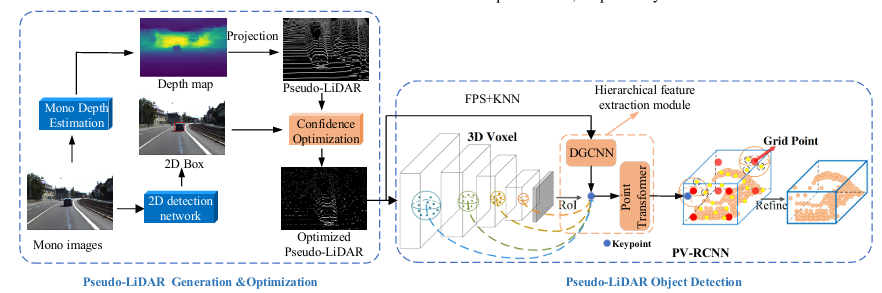 Projection
Depth map
Pseudo-LiDAR
Mono Depth
Estimation
Confidence
Optimization
2D Box
2D detection
network
Mono images
Optimized
Pseudo-LiDAR
Pseudo-LiDAR Generation &Optimization
FPS+KNN
Hierarchical feature
extraction module
3D Voxel
DGCNN
Grid Point
RoI
Point
Transformer
Refine
Keypoint
PV-RCNN
Pseudo-LiDAR Object Detection